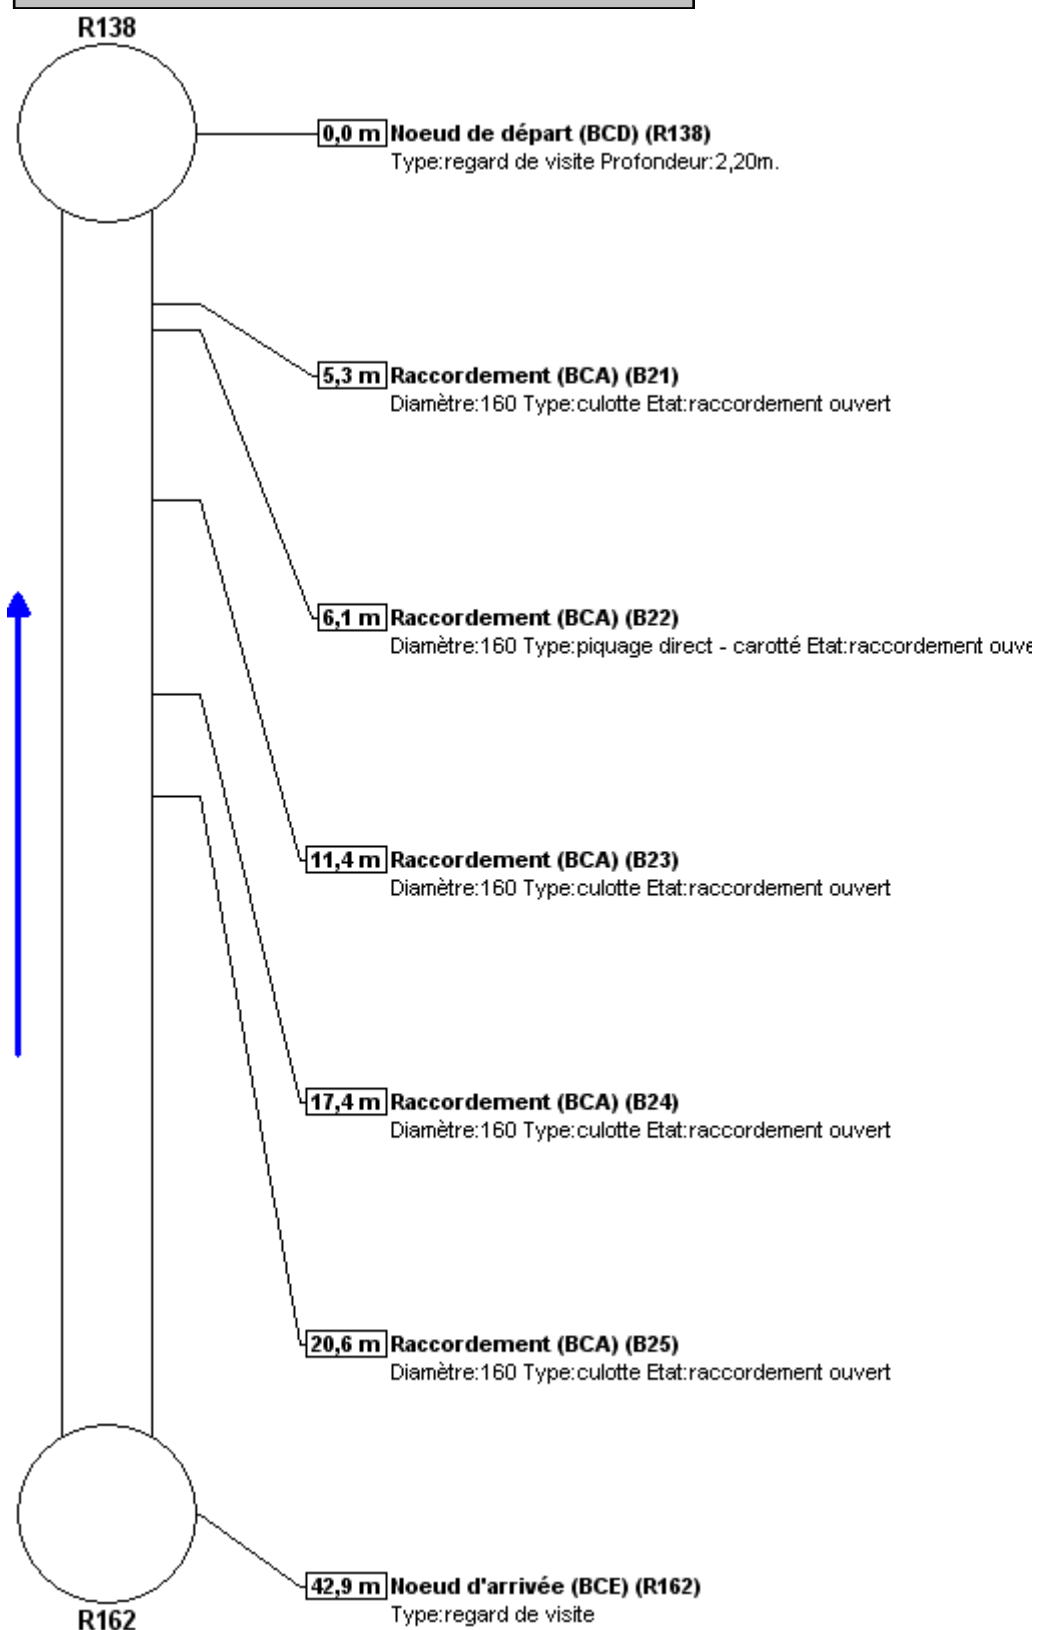 R138
0,0 m Noeud de départ (BCD) (R138)
Type:regard de visite Profondeur:2,20m.
5,3 m Raccordement (BCA) (B21)
Diamètre:160 Type:culotte Etat:raccordement ouvert
6,1 m Raccordement (BCA) (B22)
Diamètre:160 Type:piquage direct - carotté Etat:raccordement ouve
11,4 m Raccordement (BCA) (B23)
Diamètre:160 Type:culotte Etat:raccordement ouvert
17,4 m Raccordement (BCA) (B24)
Diamètre:160 Type:culotte Etat:raccordement ouvert
20,6 m Raccordement (BCA) (B25)
Diamètre:160 Type:culotte Etat:raccordement ouvert
42,9 m Noeud d'arrivée (BCE) (R162)
Type:regard de visite
R162